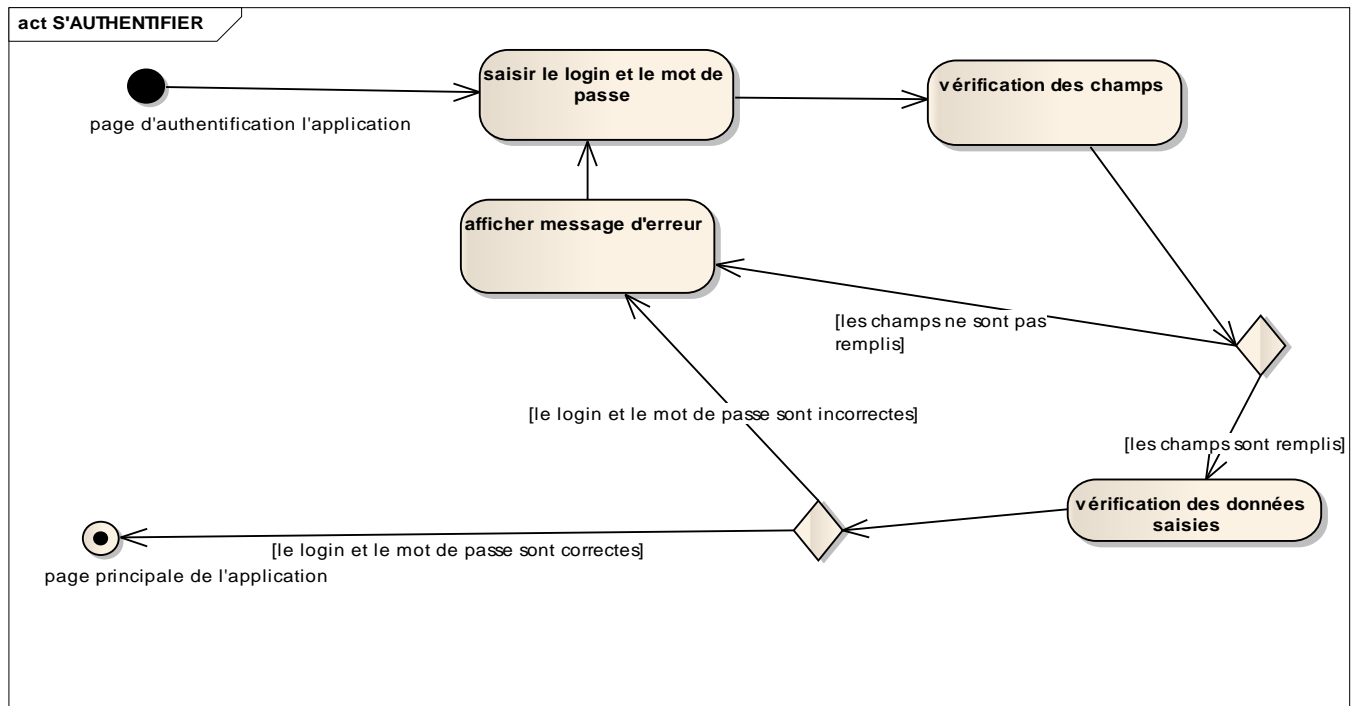 act S'AUTHENTIFIER
saisir le login et le mot de
passe
vérification des champs
page d'authentification l'application
afficher message d'erreur
[les champs ne sont pas
remplis]
[le login et le mot de passe sont incorrectes]
[les champs sont remplis]
vérification des données
saisies
[le login et le mot de passe sont correctes]
page principale de l'application